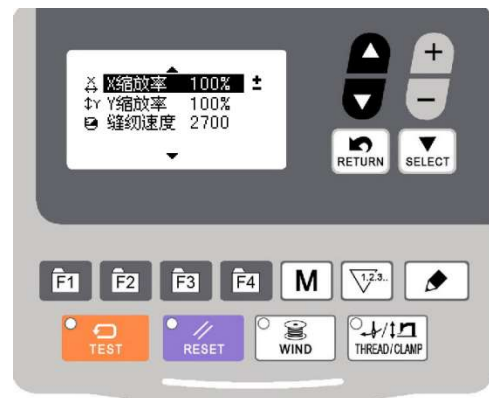 X X缩放率 100% ±
↕Y Y缩放率 100%
缝纫速度 2700
+
−
RETURN
SELECT
F1 F2 F3 F4 M 1.2.3..
TEST
RESET
WIND
THREAD/CLAMP